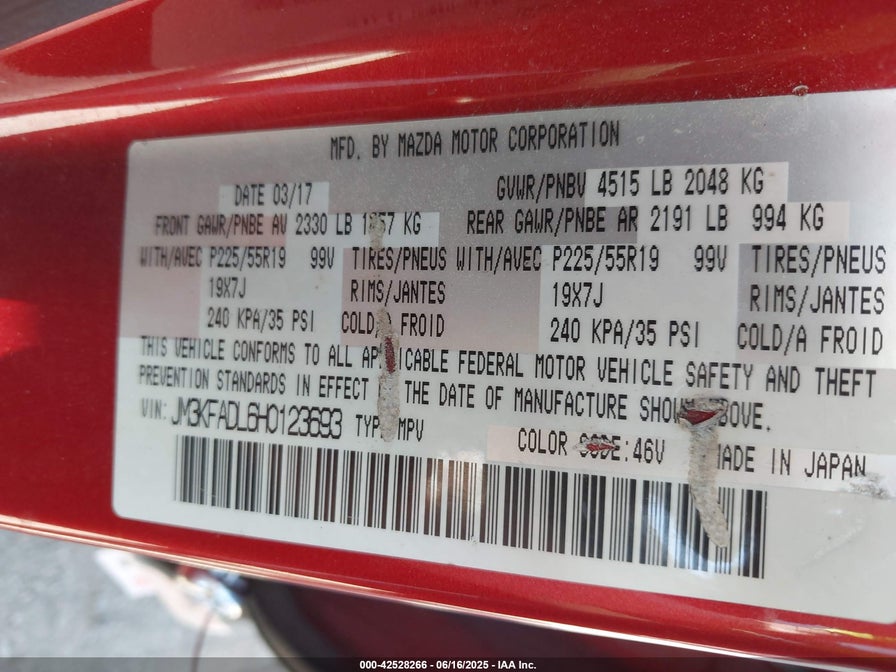 MFD. BY MAZDA MOTOR CORPORATION
DATE 03/17 GVWR/PNBV 4515 LB 2048 KG
FRONT GAWR/PNBE AV 2330 LB KG REAR GAWR/PNBE AR 2191 LB 994 KG
WITH/AVEC P225/55R19 99V TIRES/PNEUS WITH/AVEC P225/55R19 99V TIRES/PNEUS
19X7J RIMS/JANTES 19X7J RIMS/JANTES
240 KPA/35 PSI COLD/ FROID 240 KPA/35 PSI COLD/A FROID
THIS VEHICLE CONFORMS TO ALL FEDERAL MOTOR VEHICLE SAFETY AND THEFT
PREVENTION STANDARDS IN EFFECT THE DATE OF MANUFACTURE
VIN: JM3KFADL6H0123693 MPV COLOR :46V IN JAPAN
000-42528266 - 06/16/2025 - IAA Inc.